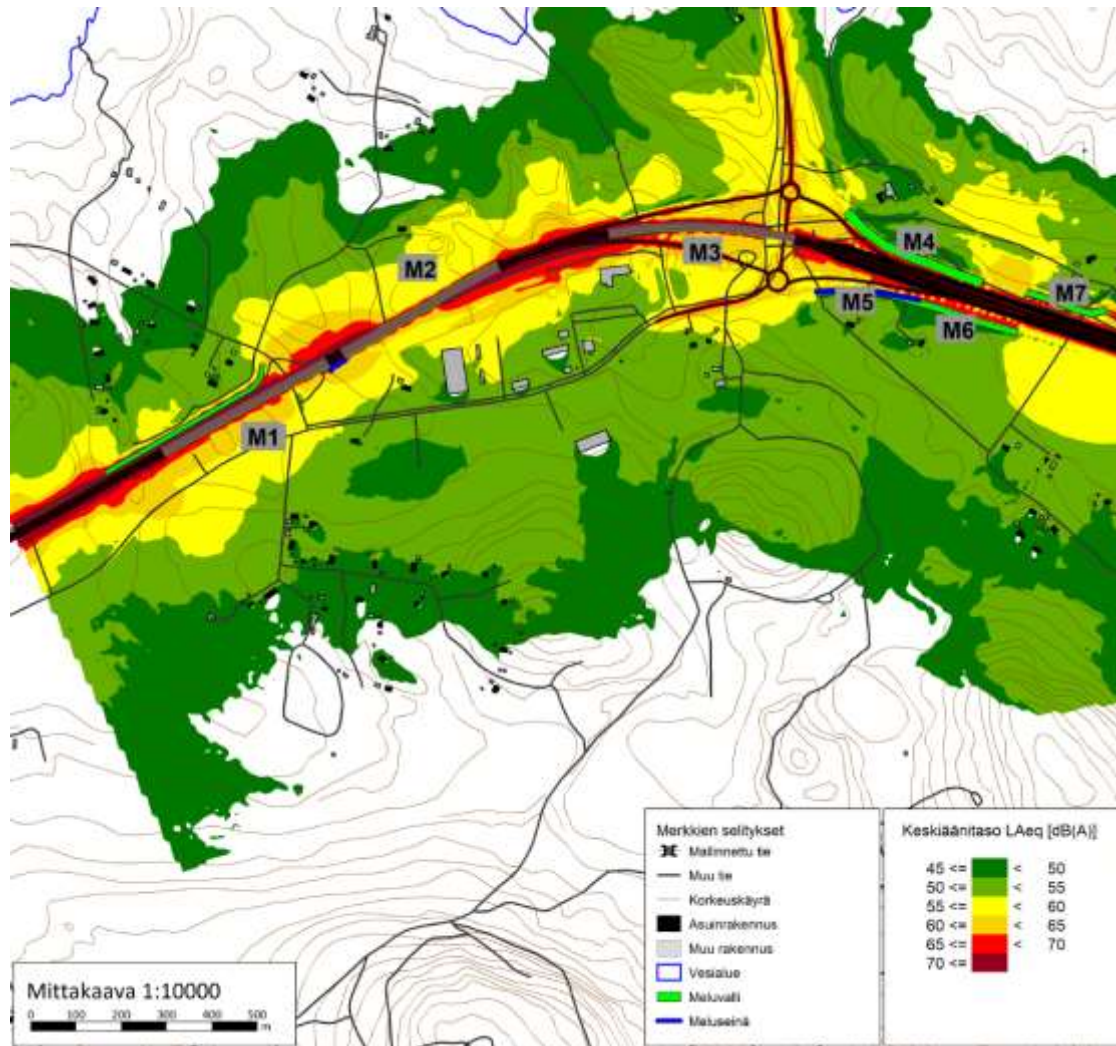 M2
M3
M4
M7
M5
M6
M1
Merkkien selitykset
Mallinnettu tie
Muu tie
Korkeuskäyrä
Asuinrakennus
Muu rakennus
Vesialue
Meluvalli
Meluseinä
Keskiäänitaso LAeq [dB(A)]
45 <= < 50
50 <= < 55
55 <= < 60
60 <= < 65
65 <= < 70
70 <=
Mittakaava 1:10000
0 100 200 300 400 500
m